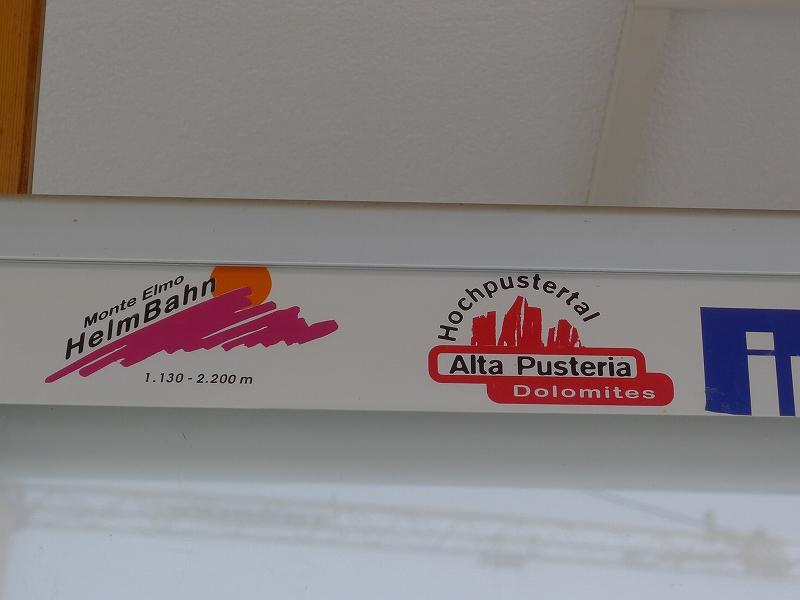 Monte Elmo
HelmBahn
1.130 - 2.200 m
Hochpustertal
Alta Pusteria
Dolomites